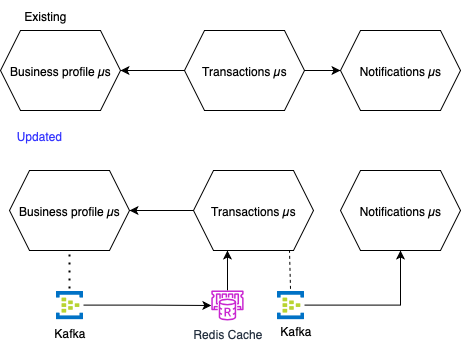 Existing
Business profile µs
Transactions µs
Notifications µs
Updated
Business profile µs
Transactions µs
Notifications µs
R
Kafka
Redis Cache
Kafka